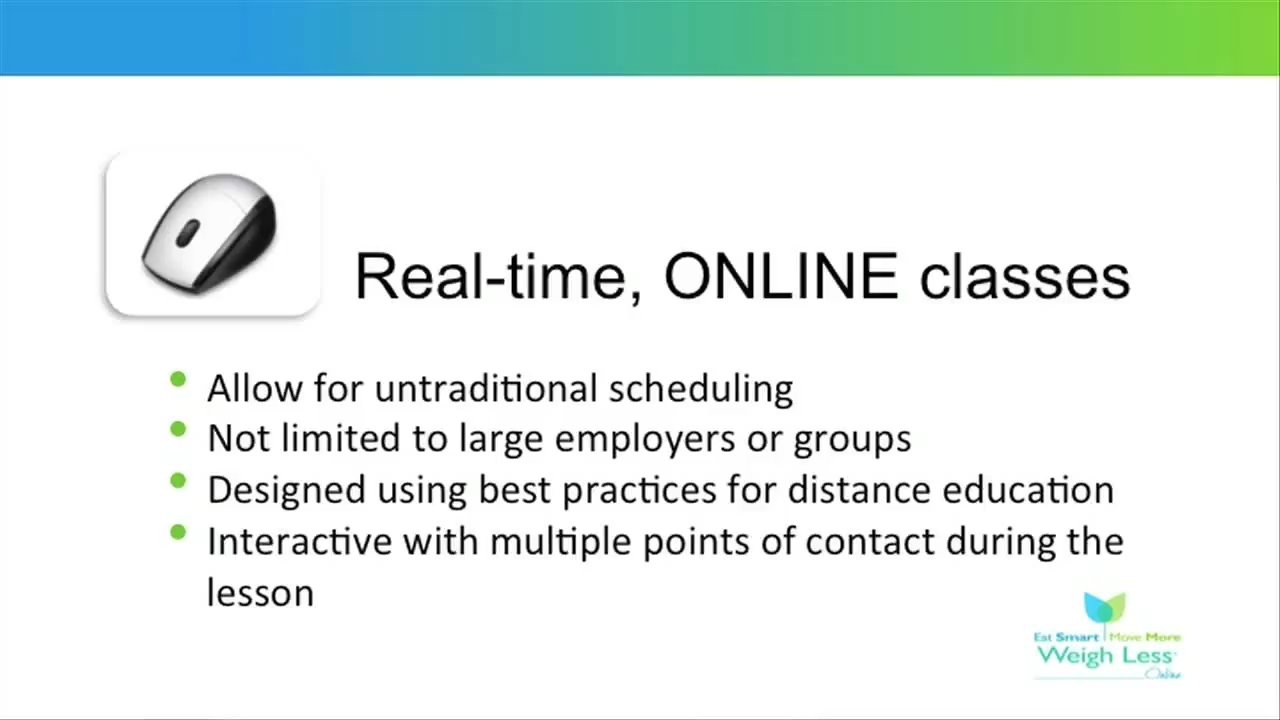 Real-time, ONLINE classes
Allow for untraditional scheduling
Not limited to large employers or groups
Designed using best practices for distance education
Interactive with multiple points of contact during the
lesson
Eat Smart Move More
Weigh Less
Online